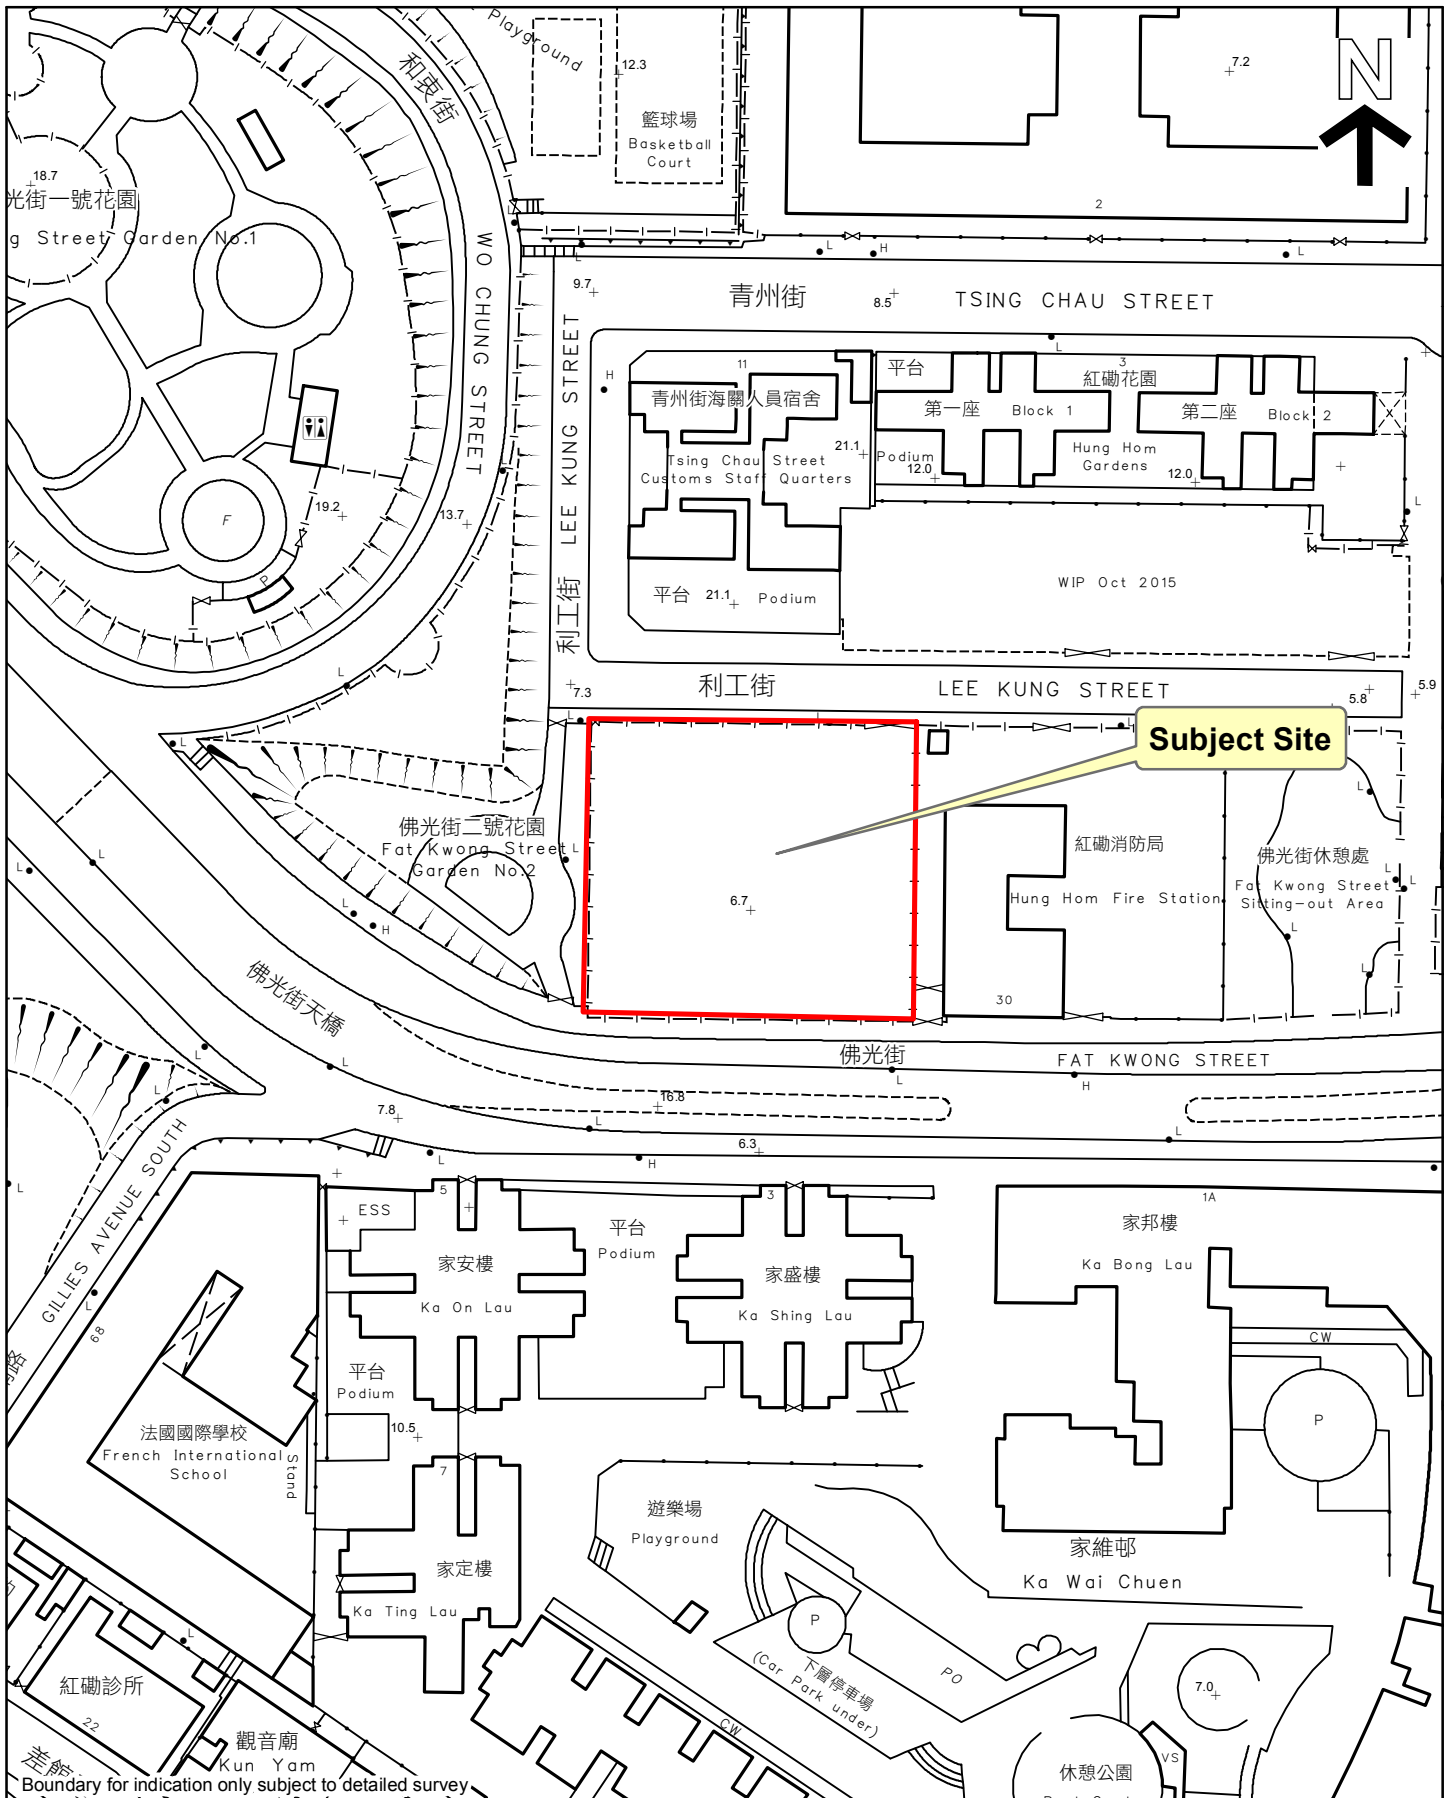 Playground
12.3
籃球場
Basketball
Court
7.2
N
和衷街
2
18.7
光街一號花園
g Street Garden No.1
WO CHUNG STREET
L
L
L
H
L
9.7
青州街
8.5
TSING CHAU STREET
LEE KUNG STREET
利工街
H
L
11
青州街海關人員宿舍
Tsing Chau Street
Customs Staff Quarters
21.1
平台
Podium
12.0
第一座
Block 1
3
紅磡花園
Hung Hom
Gardens
第二座
Block 2
12.0
L
19.2
F
P
13.7
平台
21.1
Podium
WIP Oct 2015
L
7.3
利工街
LEE KUNG STREET
5.8
5.9
L
L
L
Subject Site
佛光街二號花園
Fat Kwong Street
Garden No.2
L
L
H
6.7
紅磡消防局
Hung Hom Fire Station
30
佛光街休憩處
Fat Kwong Street
Sitting-out Area
L
L
L
L
L
L
L
佛光街天橋
佛光街
FAT KWONG STREET
L
H
L
L
L
7.8
16.8
L
6.3
L
L
H
GILLIES AVENUE SOUTH
L
L
68
路
ESS
5
家安樓
Ka On Lau
平台
Podium
3
家盛樓
Ka Shing Lau
1A
家邦樓
Ka Bong Lau
CW
P
平台
Podium
10.5
法國國際學校
French International
School
Stand
7
家定樓
Ka Ting Lau
遊樂場
Playground
家維邨
Ka Wai Chuen
P
下層停車場
(Car Park under)
PO
7.0
L
紅磡診所
22
觀音廟
Kun Yam
差館
CW
休憩公園
VS
Boundary for indication only subject to detailed survey